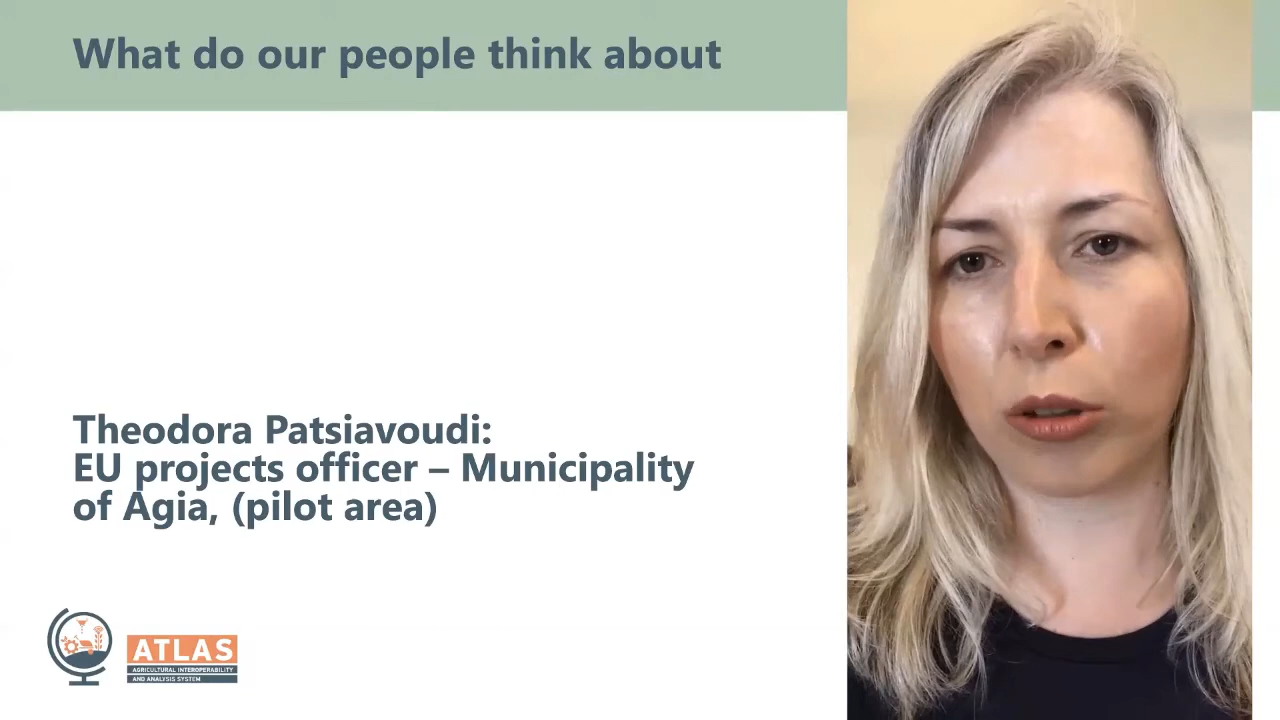 What do our people think about
Theodora Patsiavoudi:
EU projects officer – Municipality
of Agia, (pilot area)
ATLAS
AGRICULTURAL INTEROPERABILITY
AND ANALYSIS SYSTEM